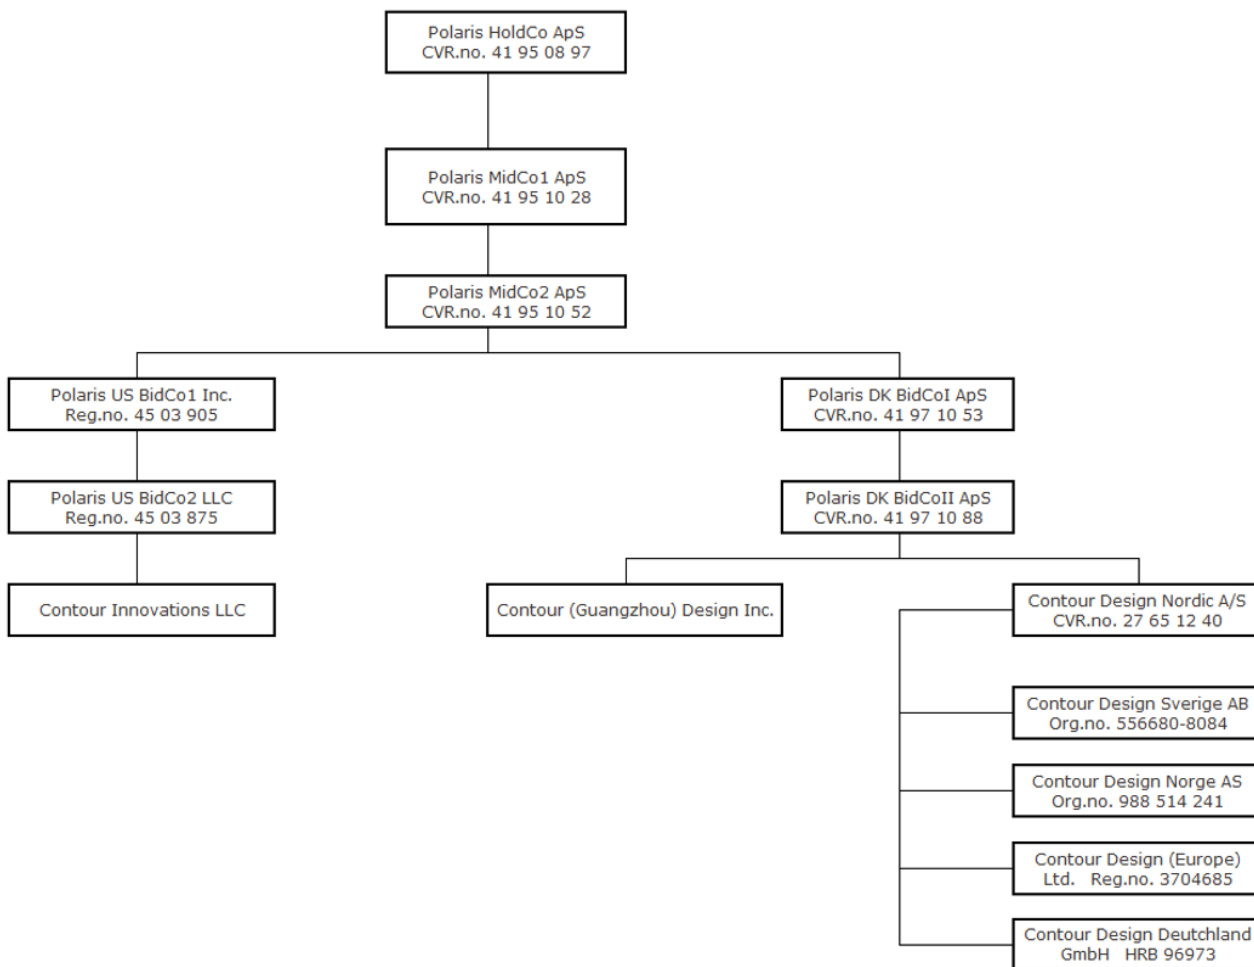 Polaris HoldCo ApS
CVR.no. 41 95 08 97
Polaris MidCo1 ApS
CVR.no. 41 95 10 28
Polaris MidCo2 ApS
CVR.no. 41 95 10 52
Polaris US BidCo1 Inc.
Reg.no. 45 03 905
Polaris DK BidCoI ApS
CVR.no. 41 97 10 53
Polaris US BidCo2 LLC
Reg.no. 45 03 875
Polaris DK BidCoII ApS
CVR.no. 41 97 10 88
Contour Innovations LLC
Contour (Guangzhou) Design Inc.
Contour Design Nordic A/S
CVR.no. 27 65 12 40
Contour Design Sverige AB
Org.no. 556680-8084
Contour Design Norge AS
Org.no. 988 514 241
Contour Design (Europe)
Ltd. Reg.no. 3704685
Contour Design Deutchland
GmbH HRB 96973